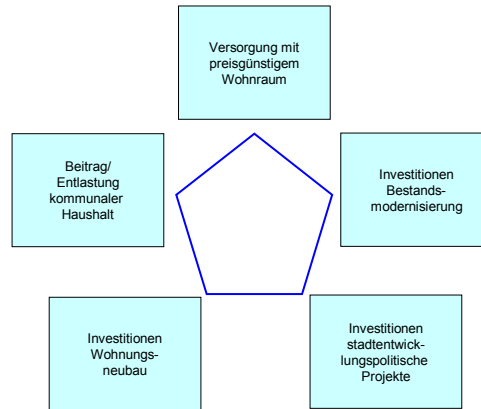 Versorgung mit
preisgünstigem
Wohnraum
Beitrag/
Entlastung
kommunaler
Haushalt
Investitionen
Bestands-
modernisierung
Investitionen
Wohnungs-
neubau
Investitionen
stadtentwick-
lungspolitische
Projekte